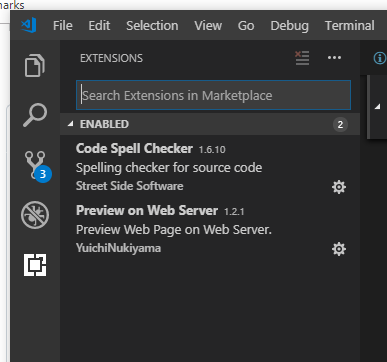 arks
File Edit Selection View Go Debug Terminal
EXTENSIONS
Search Extensions in Marketplace
ENABLED 2
Code Spell Checker 1.6.10
Spelling checker for source code
Street Side Software
3
Preview on Web Server 1.2.1
Preview Web Page on Web Server.
YuichiNukiyama